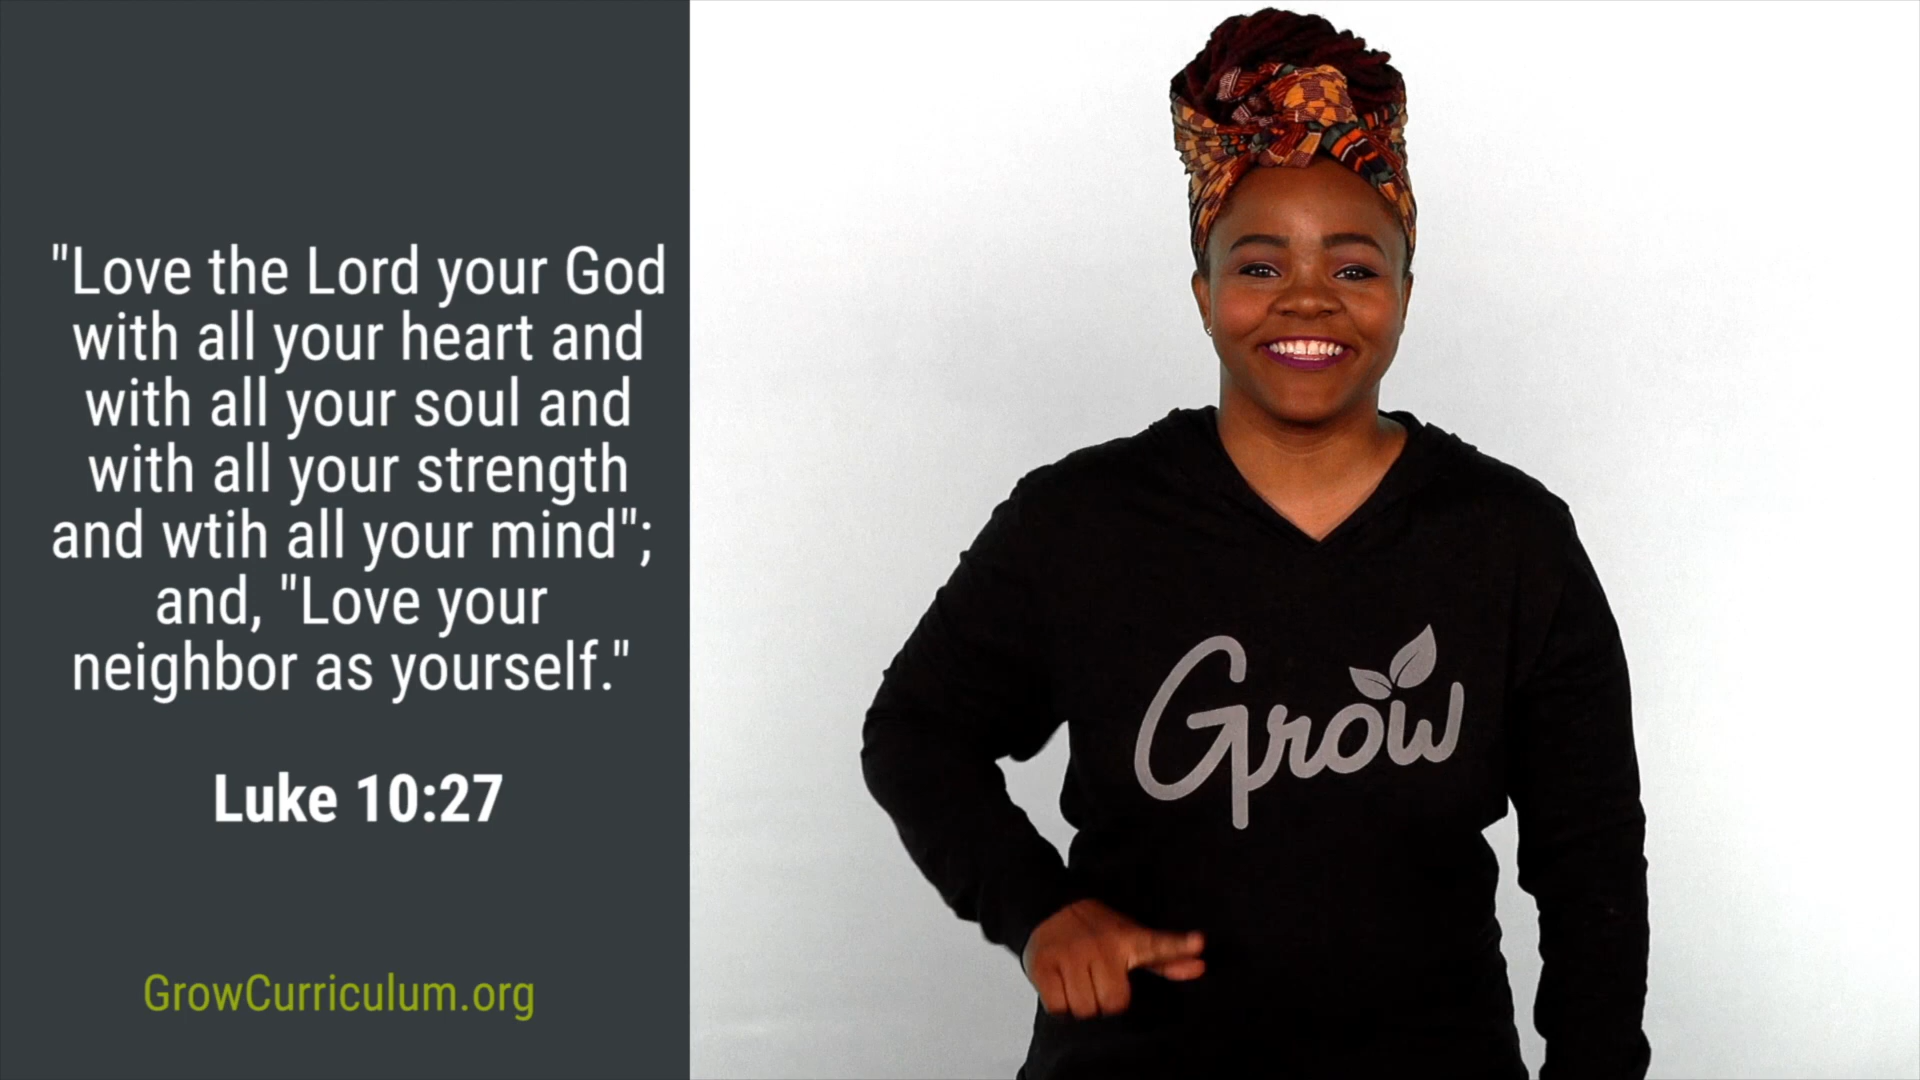 "Love the Lord your God
with all your heart and
with all your soul and
with all your strength
and wtih all your mind";
and, "Love your
neighbor as yourself."
Luke 10:27
GrowCurriculum.org
Grow